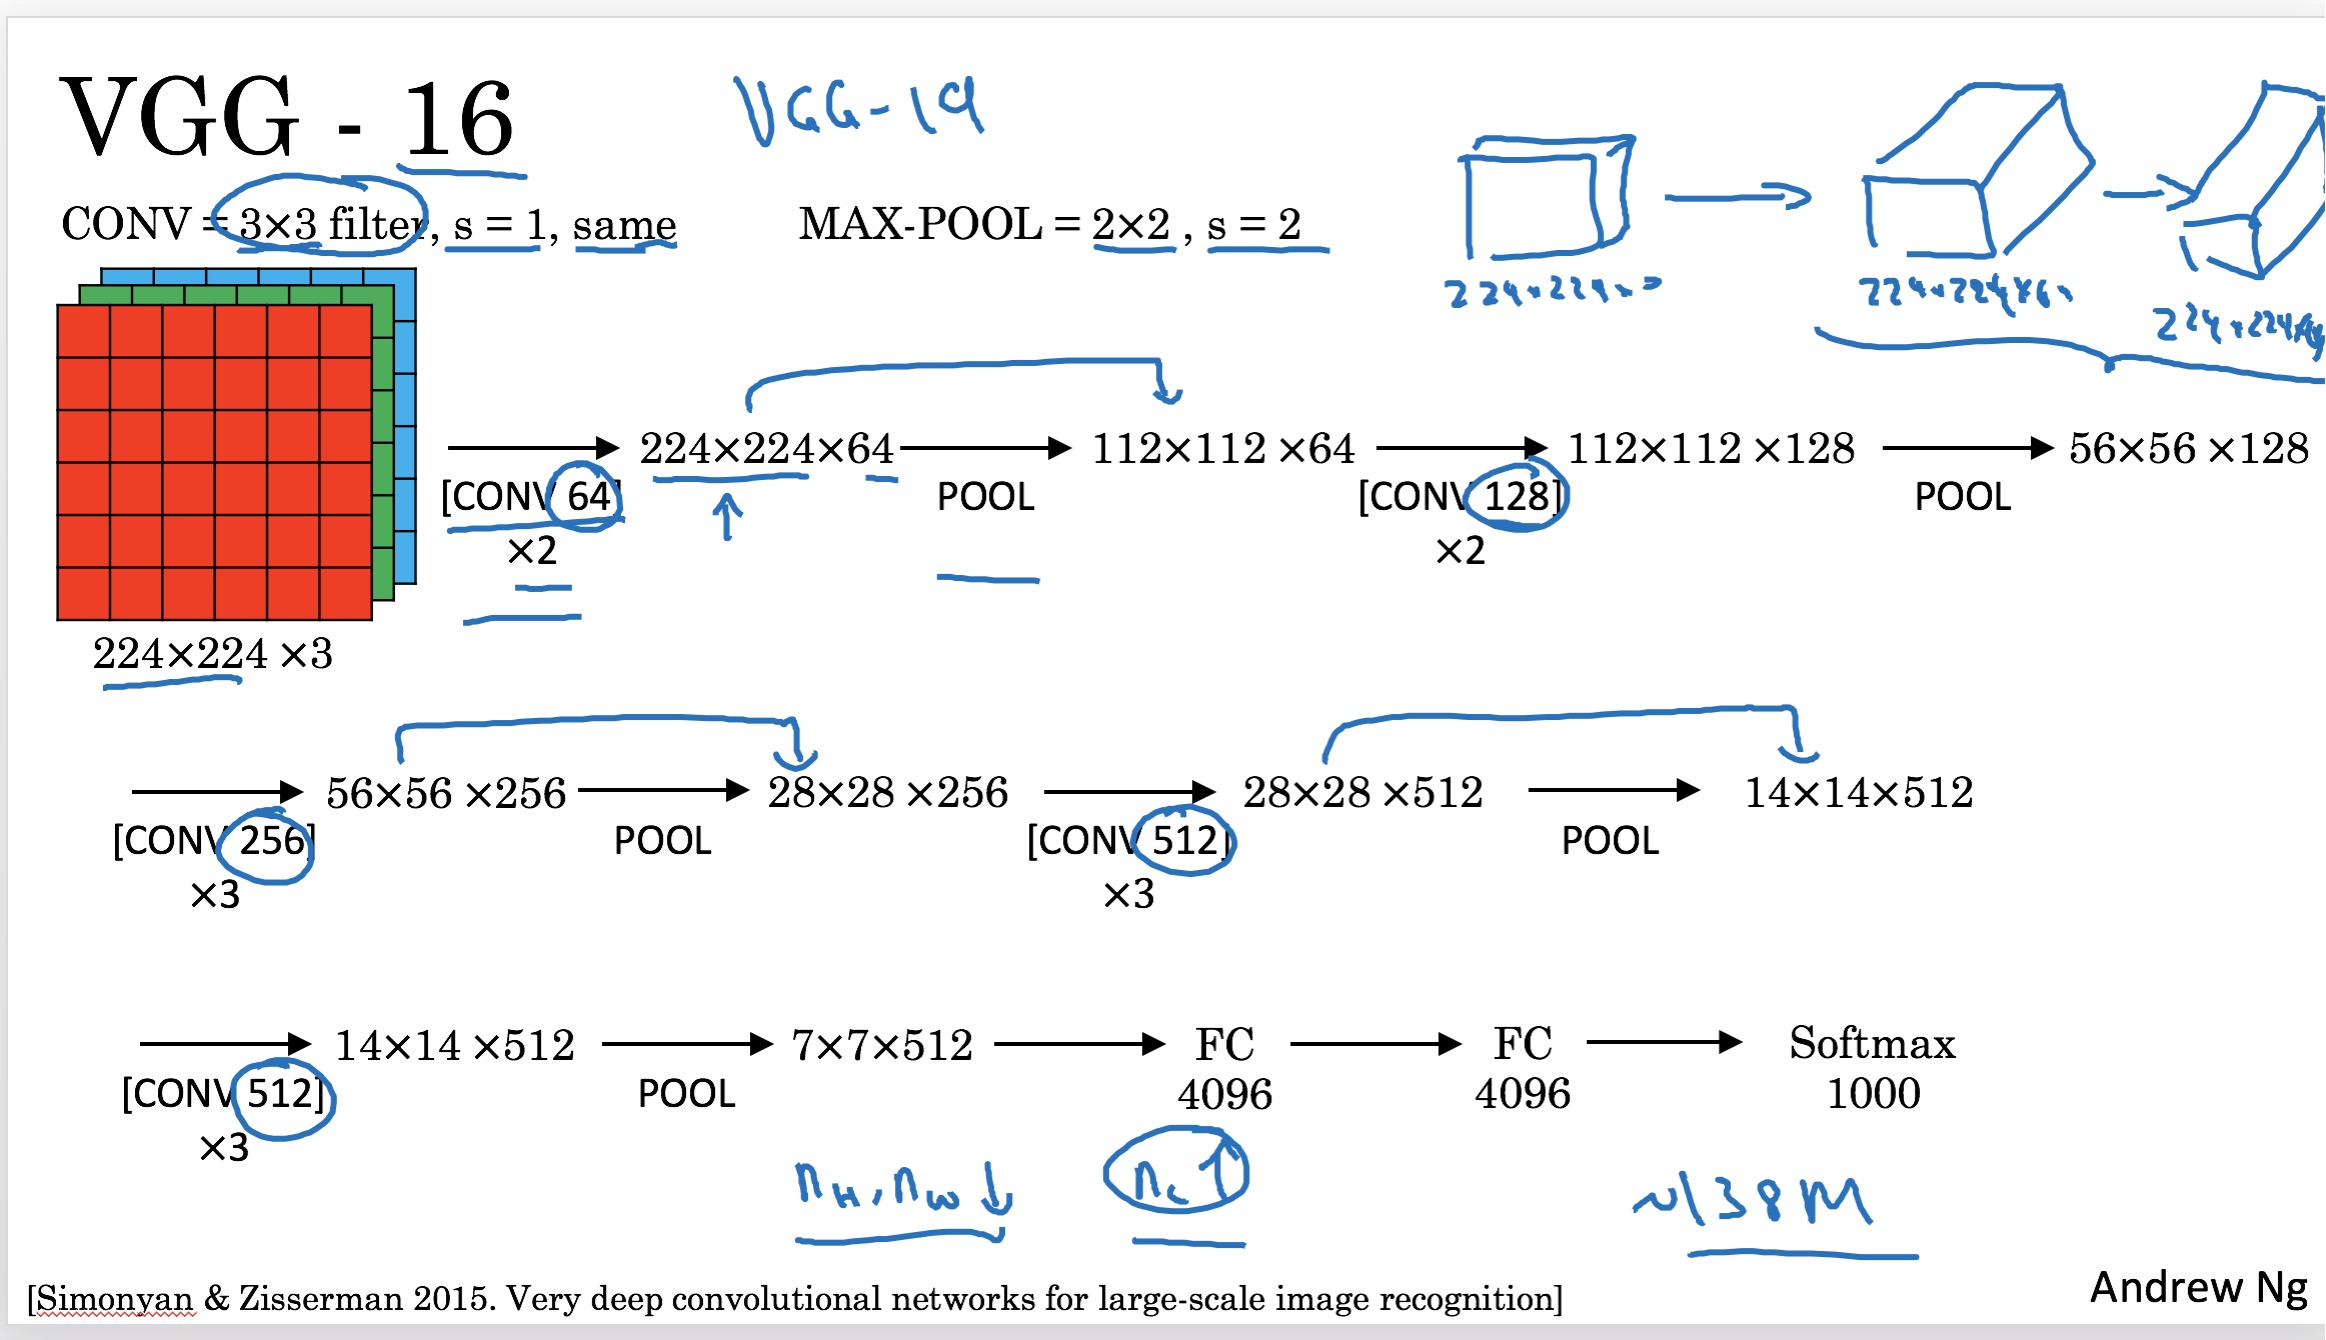 VGG - 16
VGG-19
CONV = 3×3 filter, s = 1, same
MAX-POOL = 2×2 , s = 2
224×224×3
224×224×64
224×224×64
224×224×64
112×112 ×64
112×112 ×128
56×56 ×128
[CONV 64]
×2
POOL
[CONV 128]
×2
POOL
224×224 ×3
56×56 ×256
28×28 ×256
28×28 ×512
14×14×512
[CONV 256]
×3
POOL
[CONV 512]
×3
POOL
14×14 ×512
7×7×512
FC
4096
FC
4096
Softmax
1000
[CONV 512]
×3
POOL
nH, nW ↓
nC ↑
~138M
[Simonyan & Zisserman 2015. Very deep convolutional networks for large-scale image recognition]
Andrew Ng